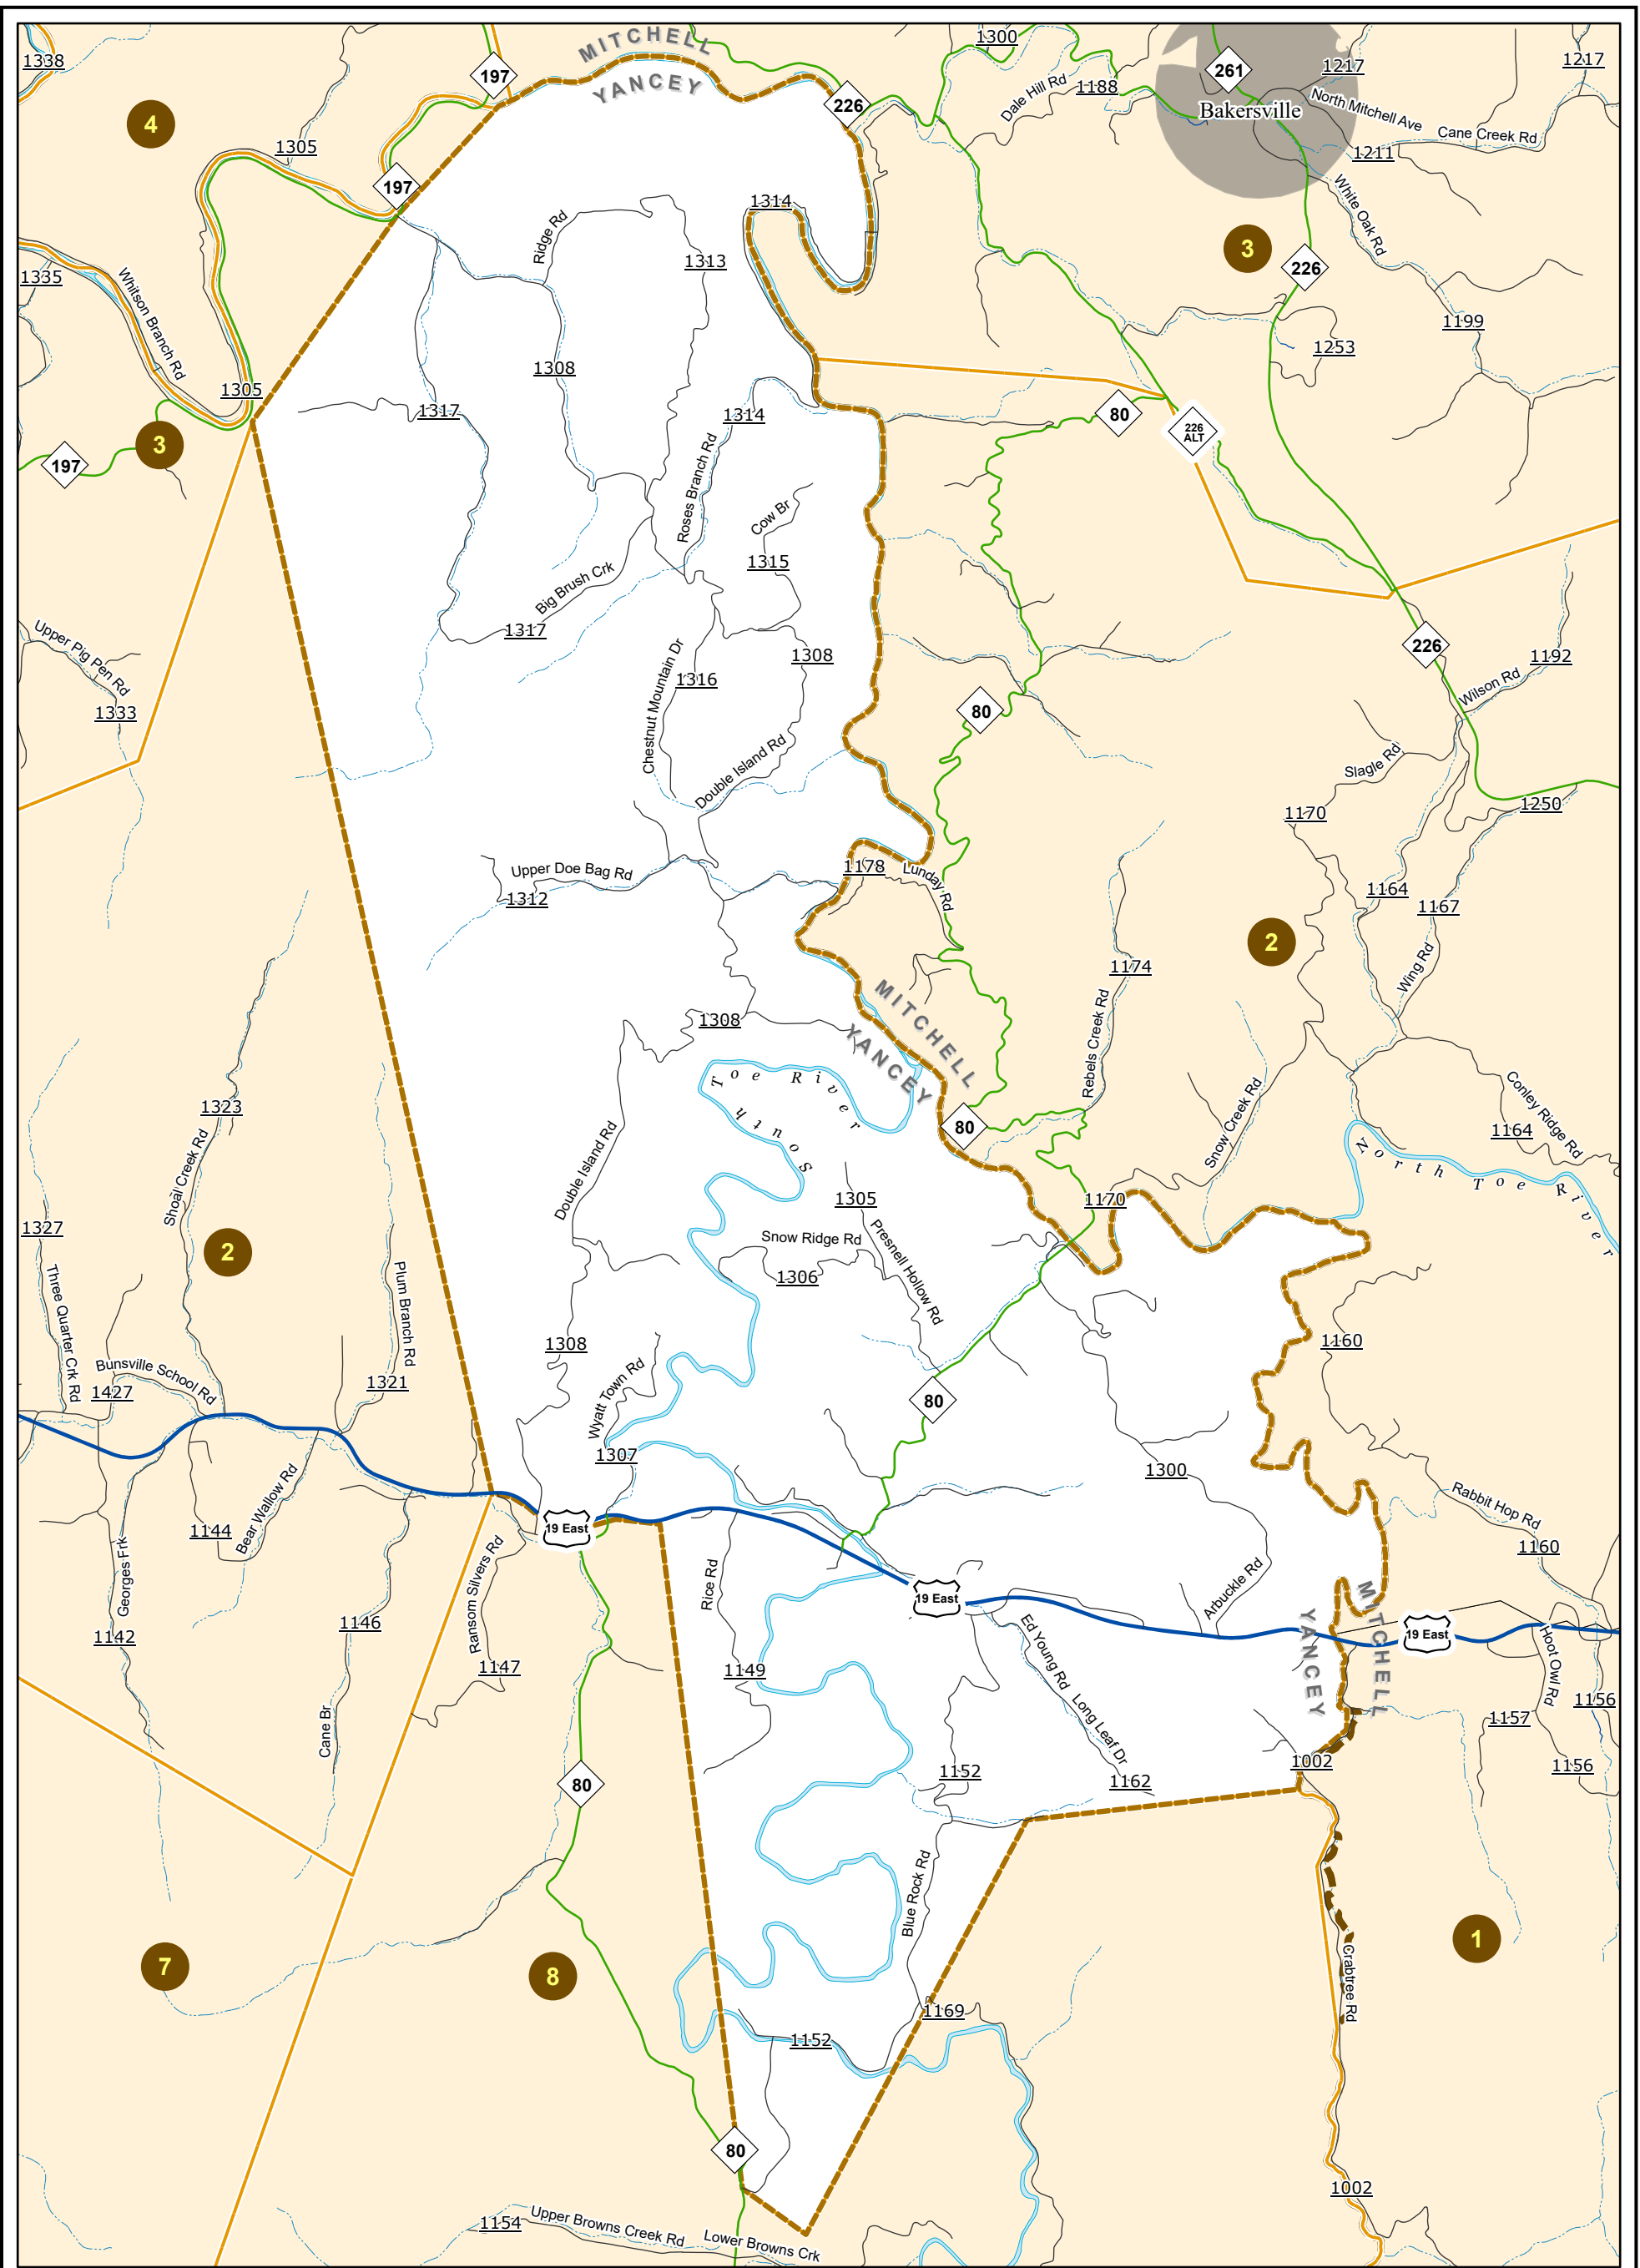 MITCHELL
YANCEY
1338
197
1300
261
1217
1217
4
226
Dale Hill Rd
1188
Bakersville
North Mitchell Ave
Cane Creek Rd
1305
1211
197
White Oak Rd
1314
Ridge Rd
3
1335
Whitson Branch Rd
1313
226
1199
1253
1308
1305
1317
1314
80
226
ALT
3
197
Roses Branch Rd
Cow Br
1315
Big Brush Crk
1317
Upper Pig Pen Rd
1333
Chestnut Mountain Dr
1316
1308
226
1192
Wilson Rd
80
Double Island Rd
Slagle Rd
1170
1250
Upper Doe Bag Rd
1312
1178
Lunday Rd
1164
1167
2
Wing Rd
1174
MITCHELL
YANCEY
1308
Rebels Creek Rd
South Toe River
1323
Shoal Creek Rd
80
Snow Creek Rd
Conley Ridge Rd
1164
North Toe River
Double Island Rd
1305
1170
1327
2
Snow Ridge Rd
1306
Presnell Hollow Rd
Three Quarter Crk Rd
Plum Branch Rd
1308
1160
Bunsville School Rd
1427
1321
Wyatt Town Rd
80
1307
1300
Bear Wallow Rd
1144
Rabbit Hop Rd
1160
19 East
Georges Frk
Ransom Silvers Rd
Rice Rd
19 East
Arbuckle Rd
MITCHELL
YANCEY
19 East
1142
1146
1147
1149
Ed Young Rd
Long Leaf Dr
Hoot Owl Rd
1156
1157
Cane Br
1002
1156
80
1152
1162
Blue Rock Rd
7
8
1
Crabtree Rd
1169
1152
80
1002
1154
Upper Browns Creek Rd
Lower Browns Crk